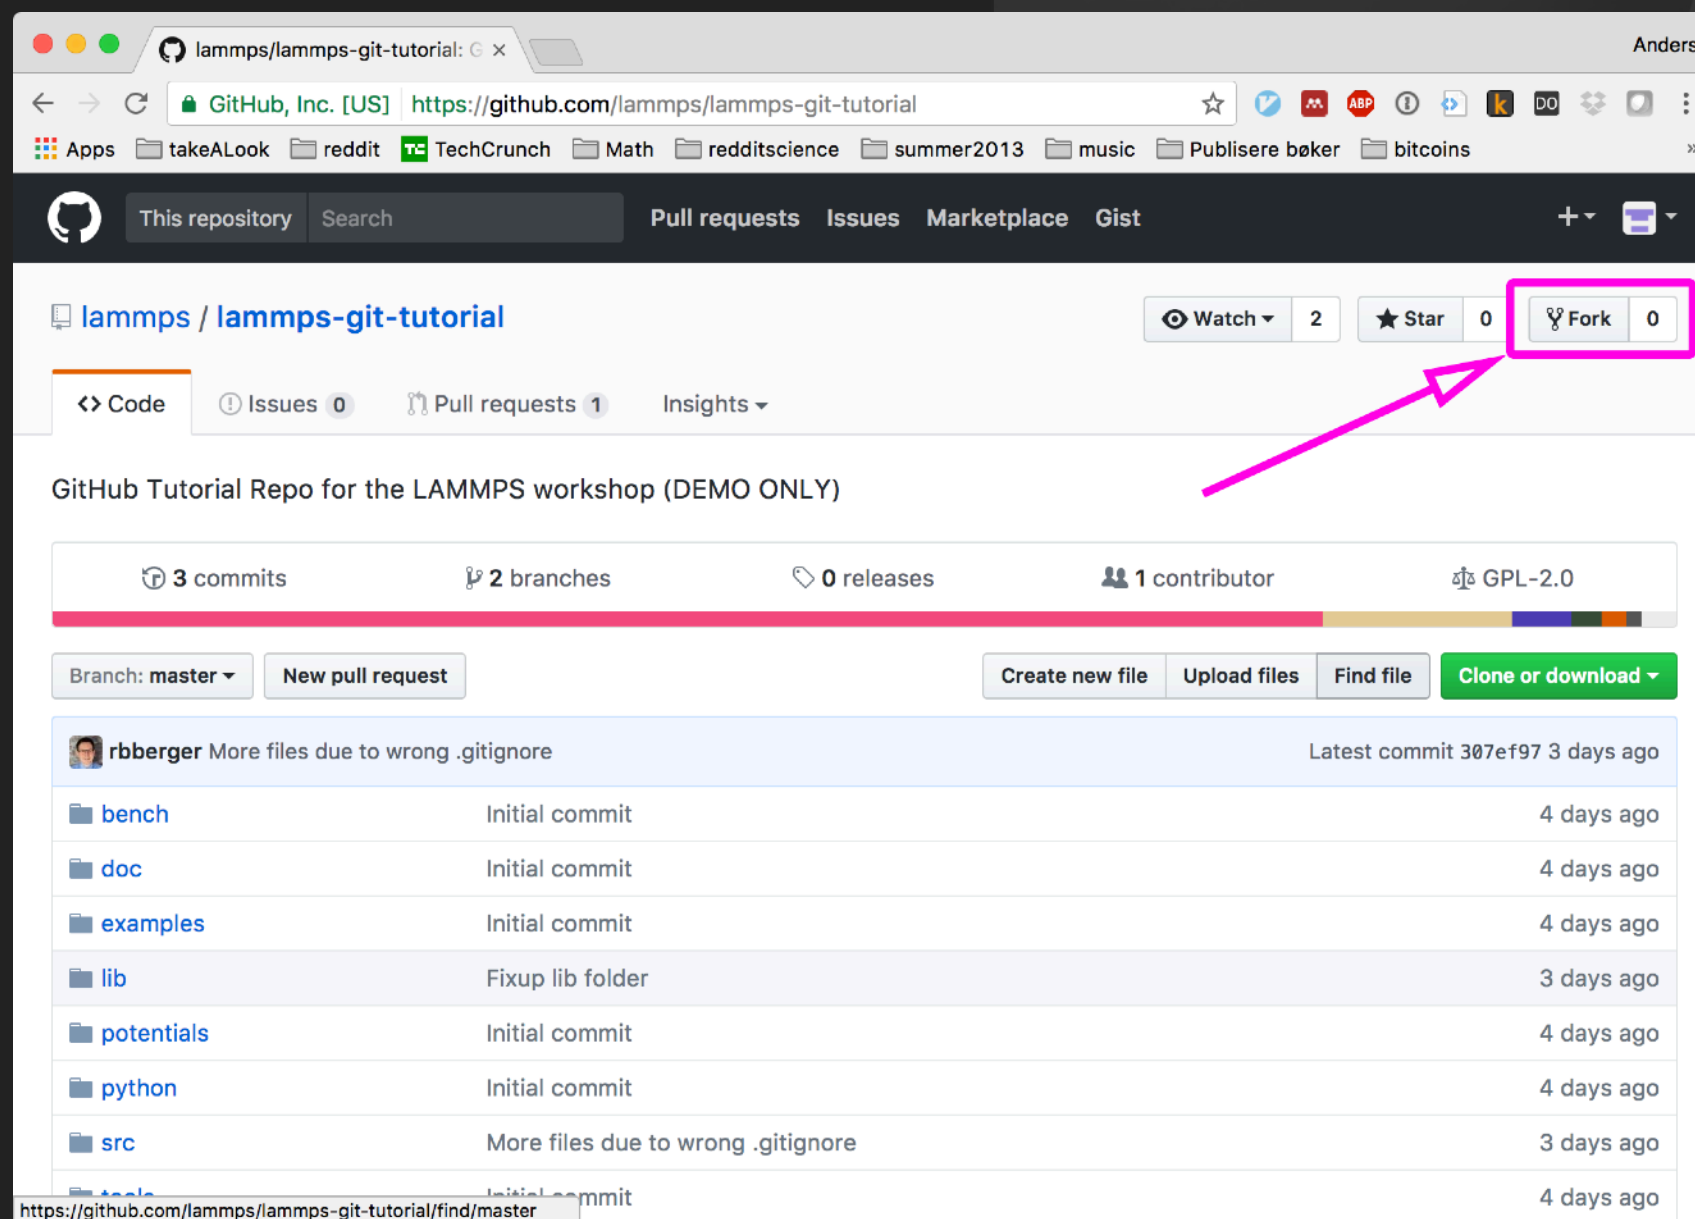 lammps/lammps-git-tutorial: G
Anders
GitHub, Inc. [US] https://github.com/lammps/lammps-git-tutorial
ABP k DO
Apps takeALook reddit TC TechCrunch Math redditscience summer2013 music Publisere bøker bitcoins »
This repository Search Pull requests Issues Marketplace Gist
lammps / lammps-git-tutorial Watch 2 Star 0 Fork 0
Code Issues 0 Pull requests 1 Insights
GitHub Tutorial Repo for the LAMMPS workshop (DEMO ONLY)
3 commits 2 branches 0 releases 1 contributor GPL-2.0
Branch: master New pull request Create new file Upload files Find file Clone or download
rbberger More files due to wrong .gitignore Latest commit 307ef97 3 days ago
bench Initial commit 4 days ago
doc Initial commit 4 days ago
examples Initial commit 4 days ago
lib Fixup lib folder 3 days ago
potentials Initial commit 4 days ago
python Initial commit 4 days ago
src More files due to wrong .gitignore 3 days ago
tools Initial commit 4 days ago
https://github.com/lammps/lammps-git-tutorial/find/master